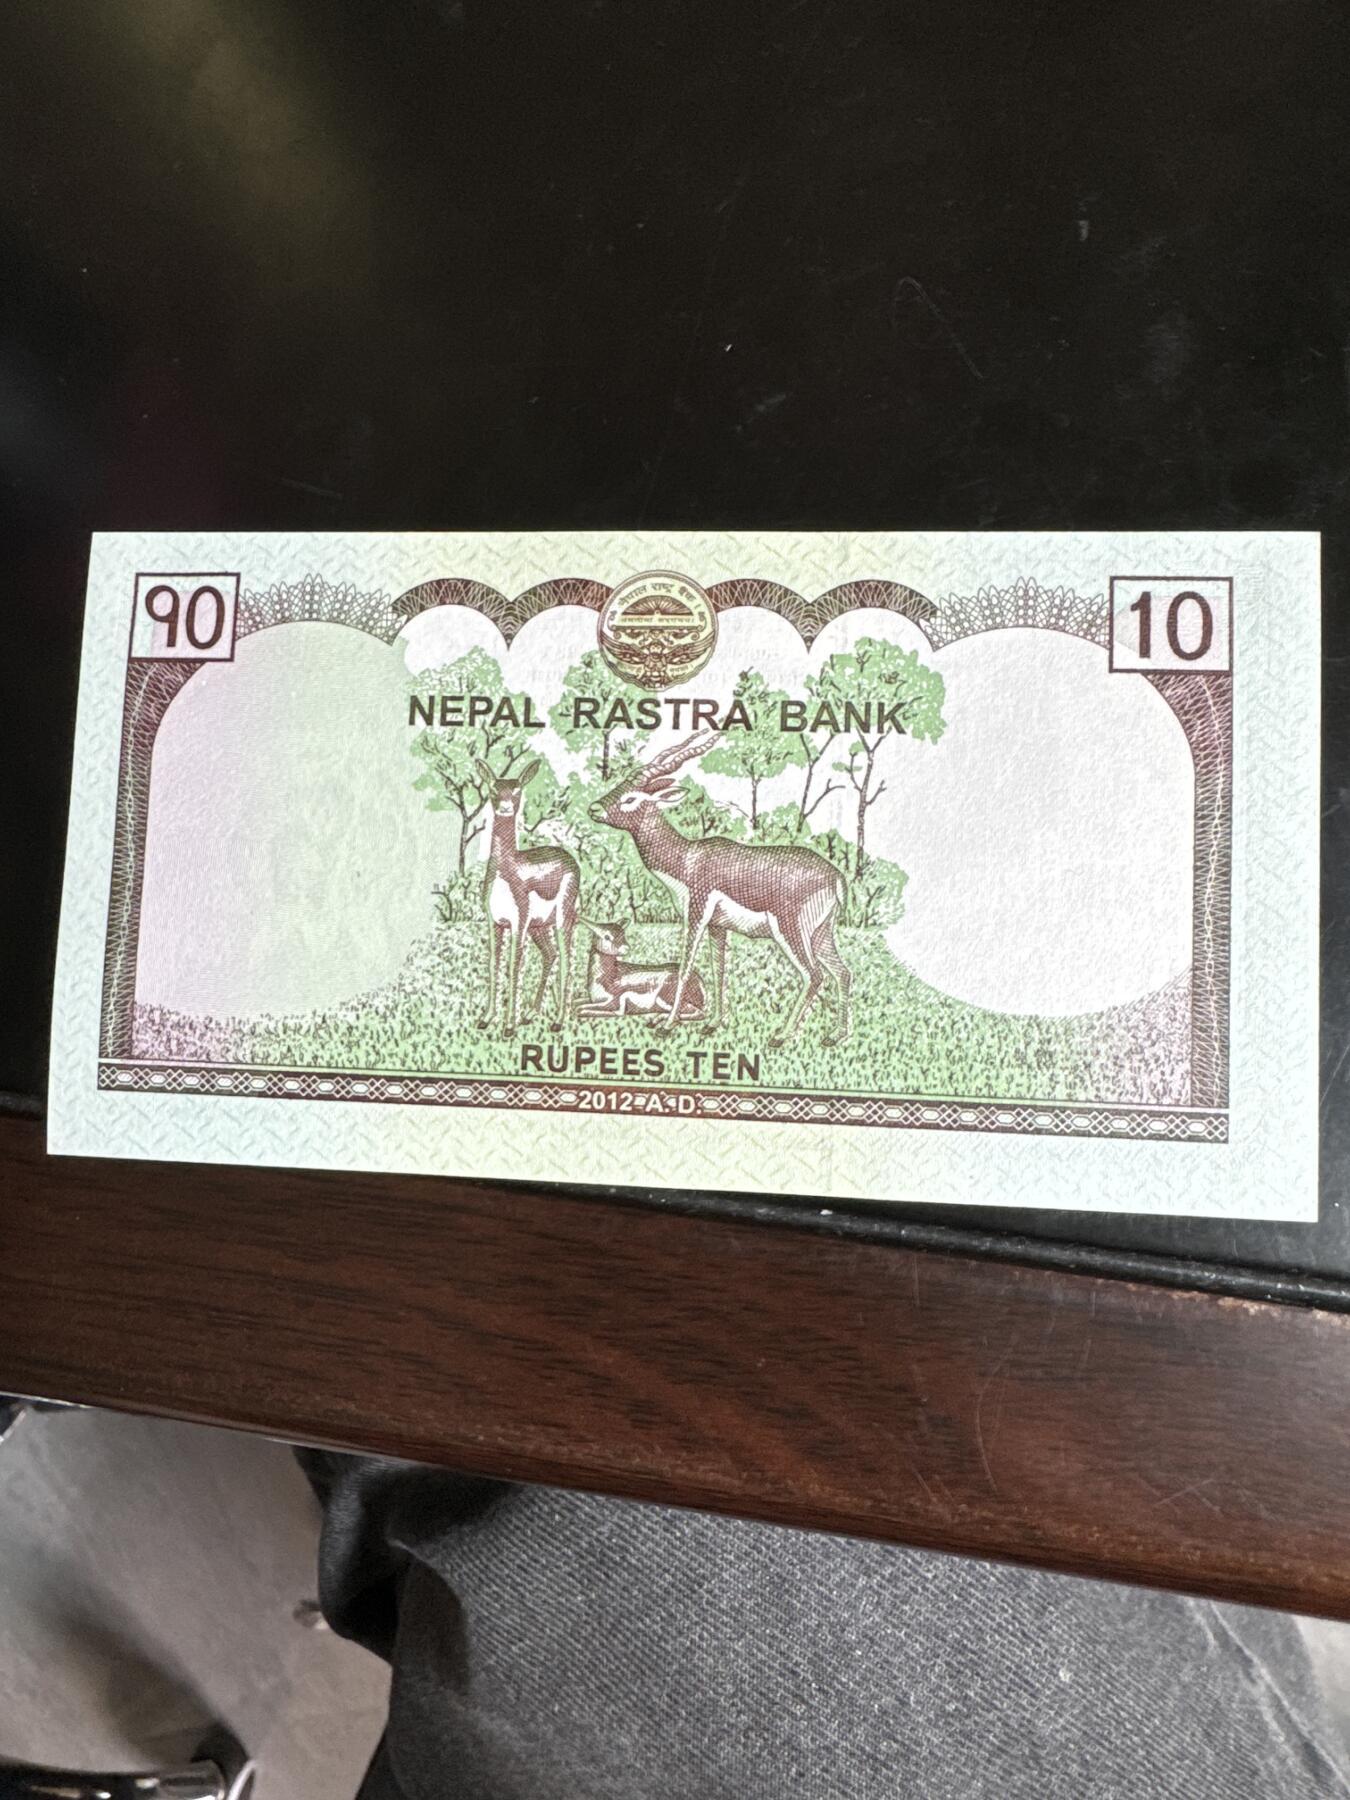 १०
10
नेपाल राष्ट्र बैंक
NEPAL RASTRA BANK
RUPEES TEN
2012 A.D.